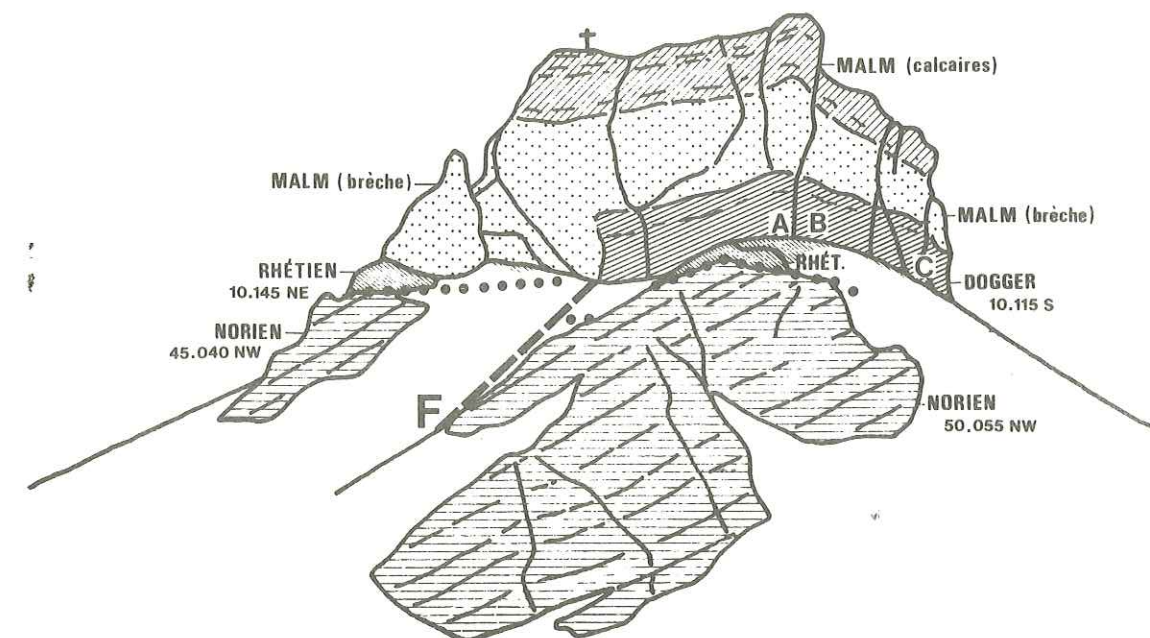 MALM (calcaires)
MALM (brèche)
A B
MALM (brèche)
RHÉTIEN
10.145 NE
RHÉT.
C
DOGGER
10.115 S
NORIEN
45.040 NW
F
NORIEN
50.055 NW